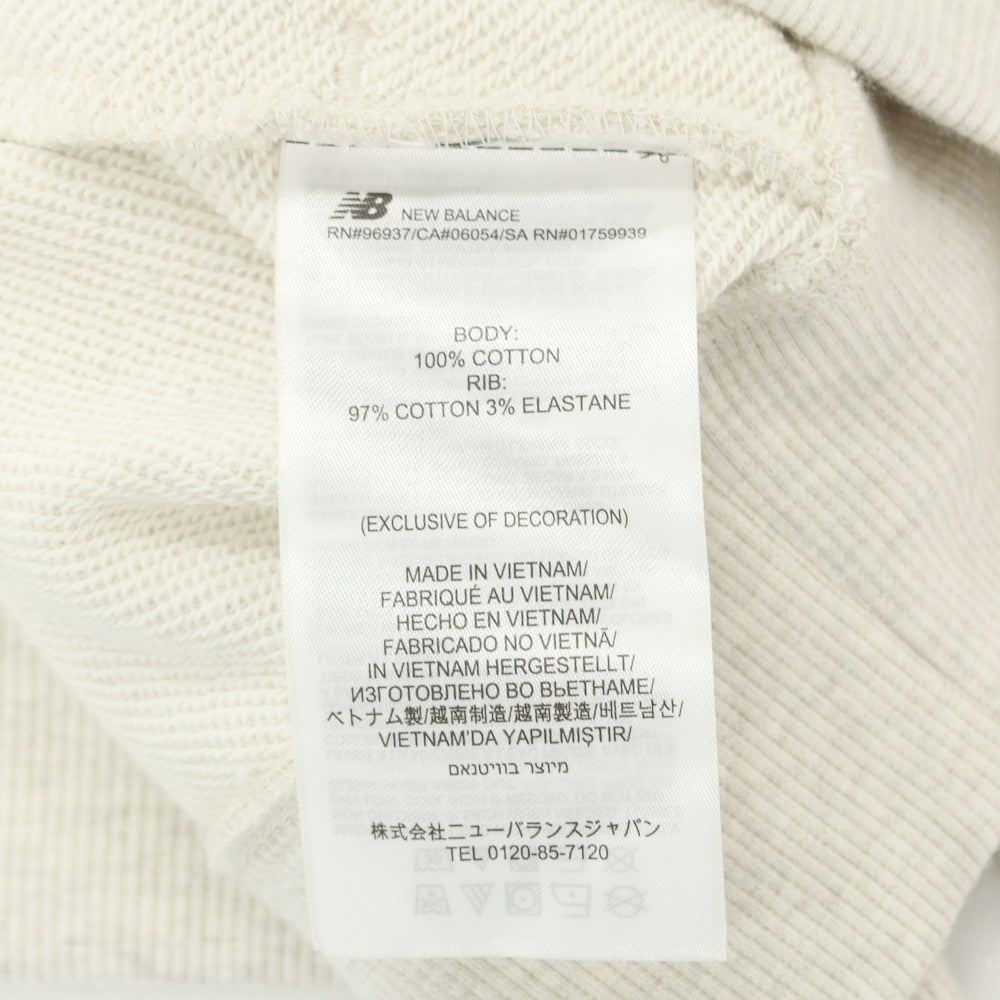 NB NEW BALANCE
RN#96937/CA#06054/SA RN#01759939
BODY:
100% COTTON
RIB:
97% COTTON 3% ELASTANE
(EXCLUSIVE OF DECORATION)
MADE IN VIETNAM/
FABRIQUÉ AU VIETNAM/
HECHO EN VIETNAM/
FABRICADO NO VIETNÃ/
IN VIETNAM HERGESTELLT/
ИЗГОТОВЛЕНО ВО ВЬЕТНАМЕ/
ベトナム製/越南制造/越南製造/베트남산/
VIETNAM'DA YAPILMIŞTIR/
מיוצר בוויטנאם
株式会社ニューバランスジャパン
TEL 0120-85-7120